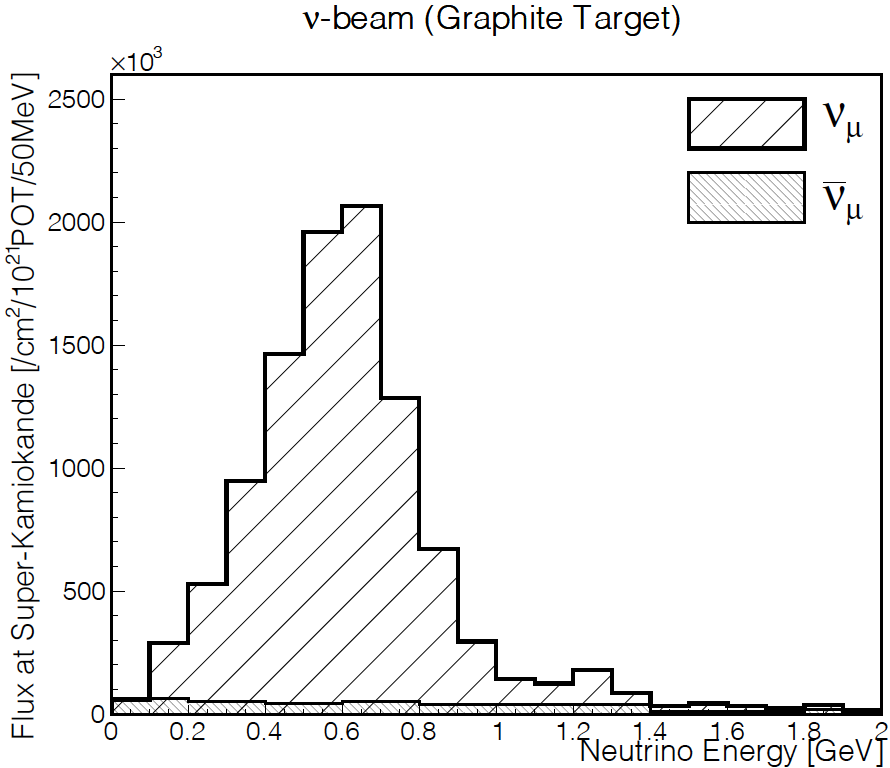 ν-beam (Graphite Target)
×10³
Flux at Super-Kamiokande [/cm²/10²¹POT/50MeV]
2500
2000
1500
1000
500
0
νμ
ν̄μ
0 0.2 0.4 0.6 0.8 1 1.2 1.4 1.6 1.8 2
Neutrino Energy [GeV]